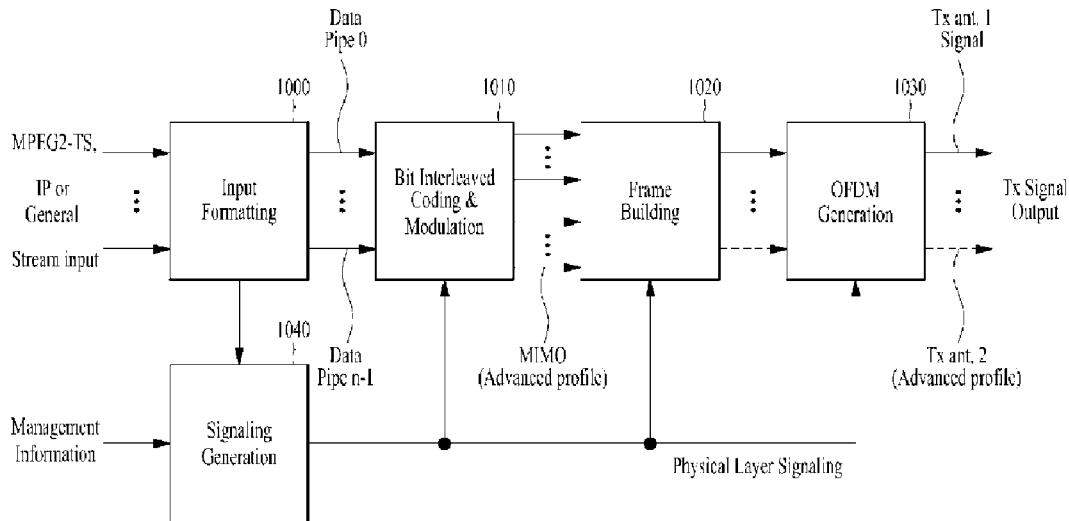 Data
Pipe 0
Tx ant. 1
Signal
1000
1010
1020
1030
MPEG2-TS,
IP or
General
Stream input
Input
Formatting
Bit Interleaved
Coding &
Modulation
Frame
Building
OFDM
Generation
Tx Signal
Output
1040
Data
Pipe n-1
MIMO
(Advanced profile)
Tx ant. 2
(Advanced profile)
Management
Information
Signaling
Generation
Physical Layer Signaling